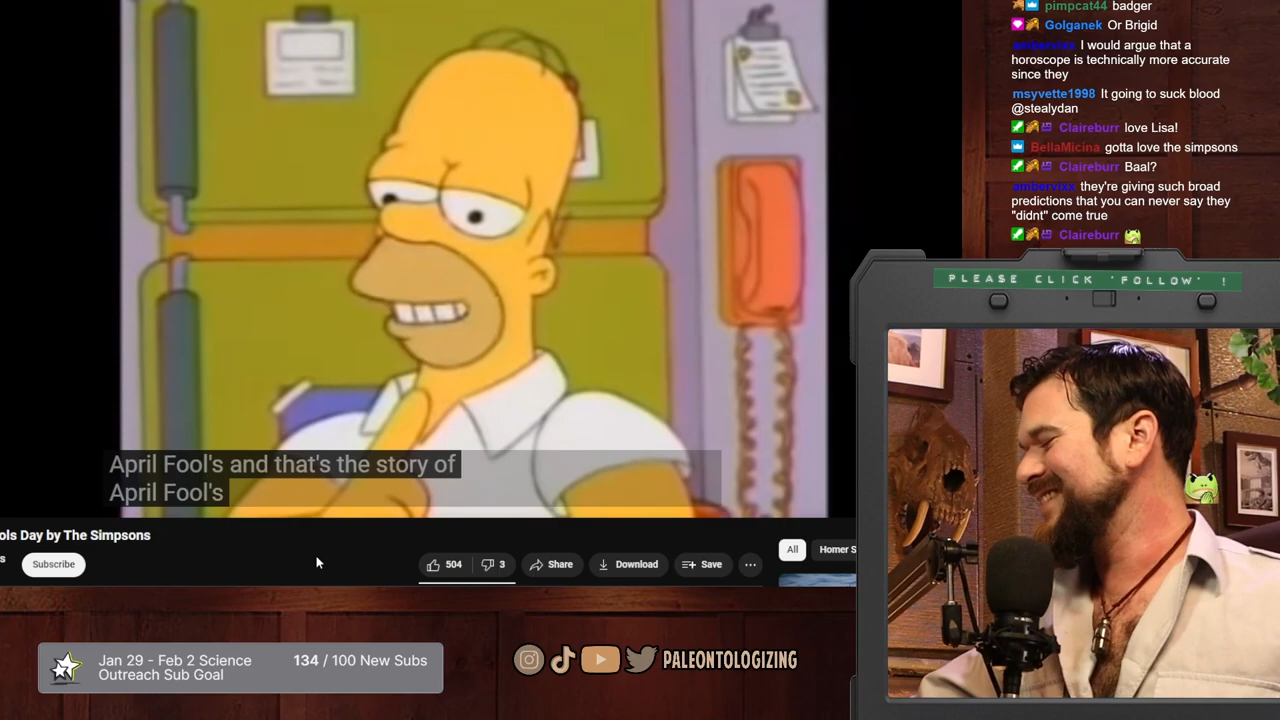 pimpcat44 badger
Golganek Or Brigid
ambervixx I would argue that a
horoscope is technically more accurate
since they
msyvette1998 It going to suck blood
@stealydan
Claireburr love Lisa!
BellaMicina gotta love the simpsons
Claireburr Baal?
ambervixx they're giving such broad
predictions that you can never say they
"didnt" come true
Claireburr
PLEASE CLICK 'FOLLOW' !
April Fool's and that's the story of
April Fool's
ols Day by The Simpsons
s
Subscribe
504
3
Share
Download
Save
All
Homer S
Jan 29 - Feb 2 Science
Outreach Sub Goal
134 / 100 New Subs
PALEONTOLOGIZING